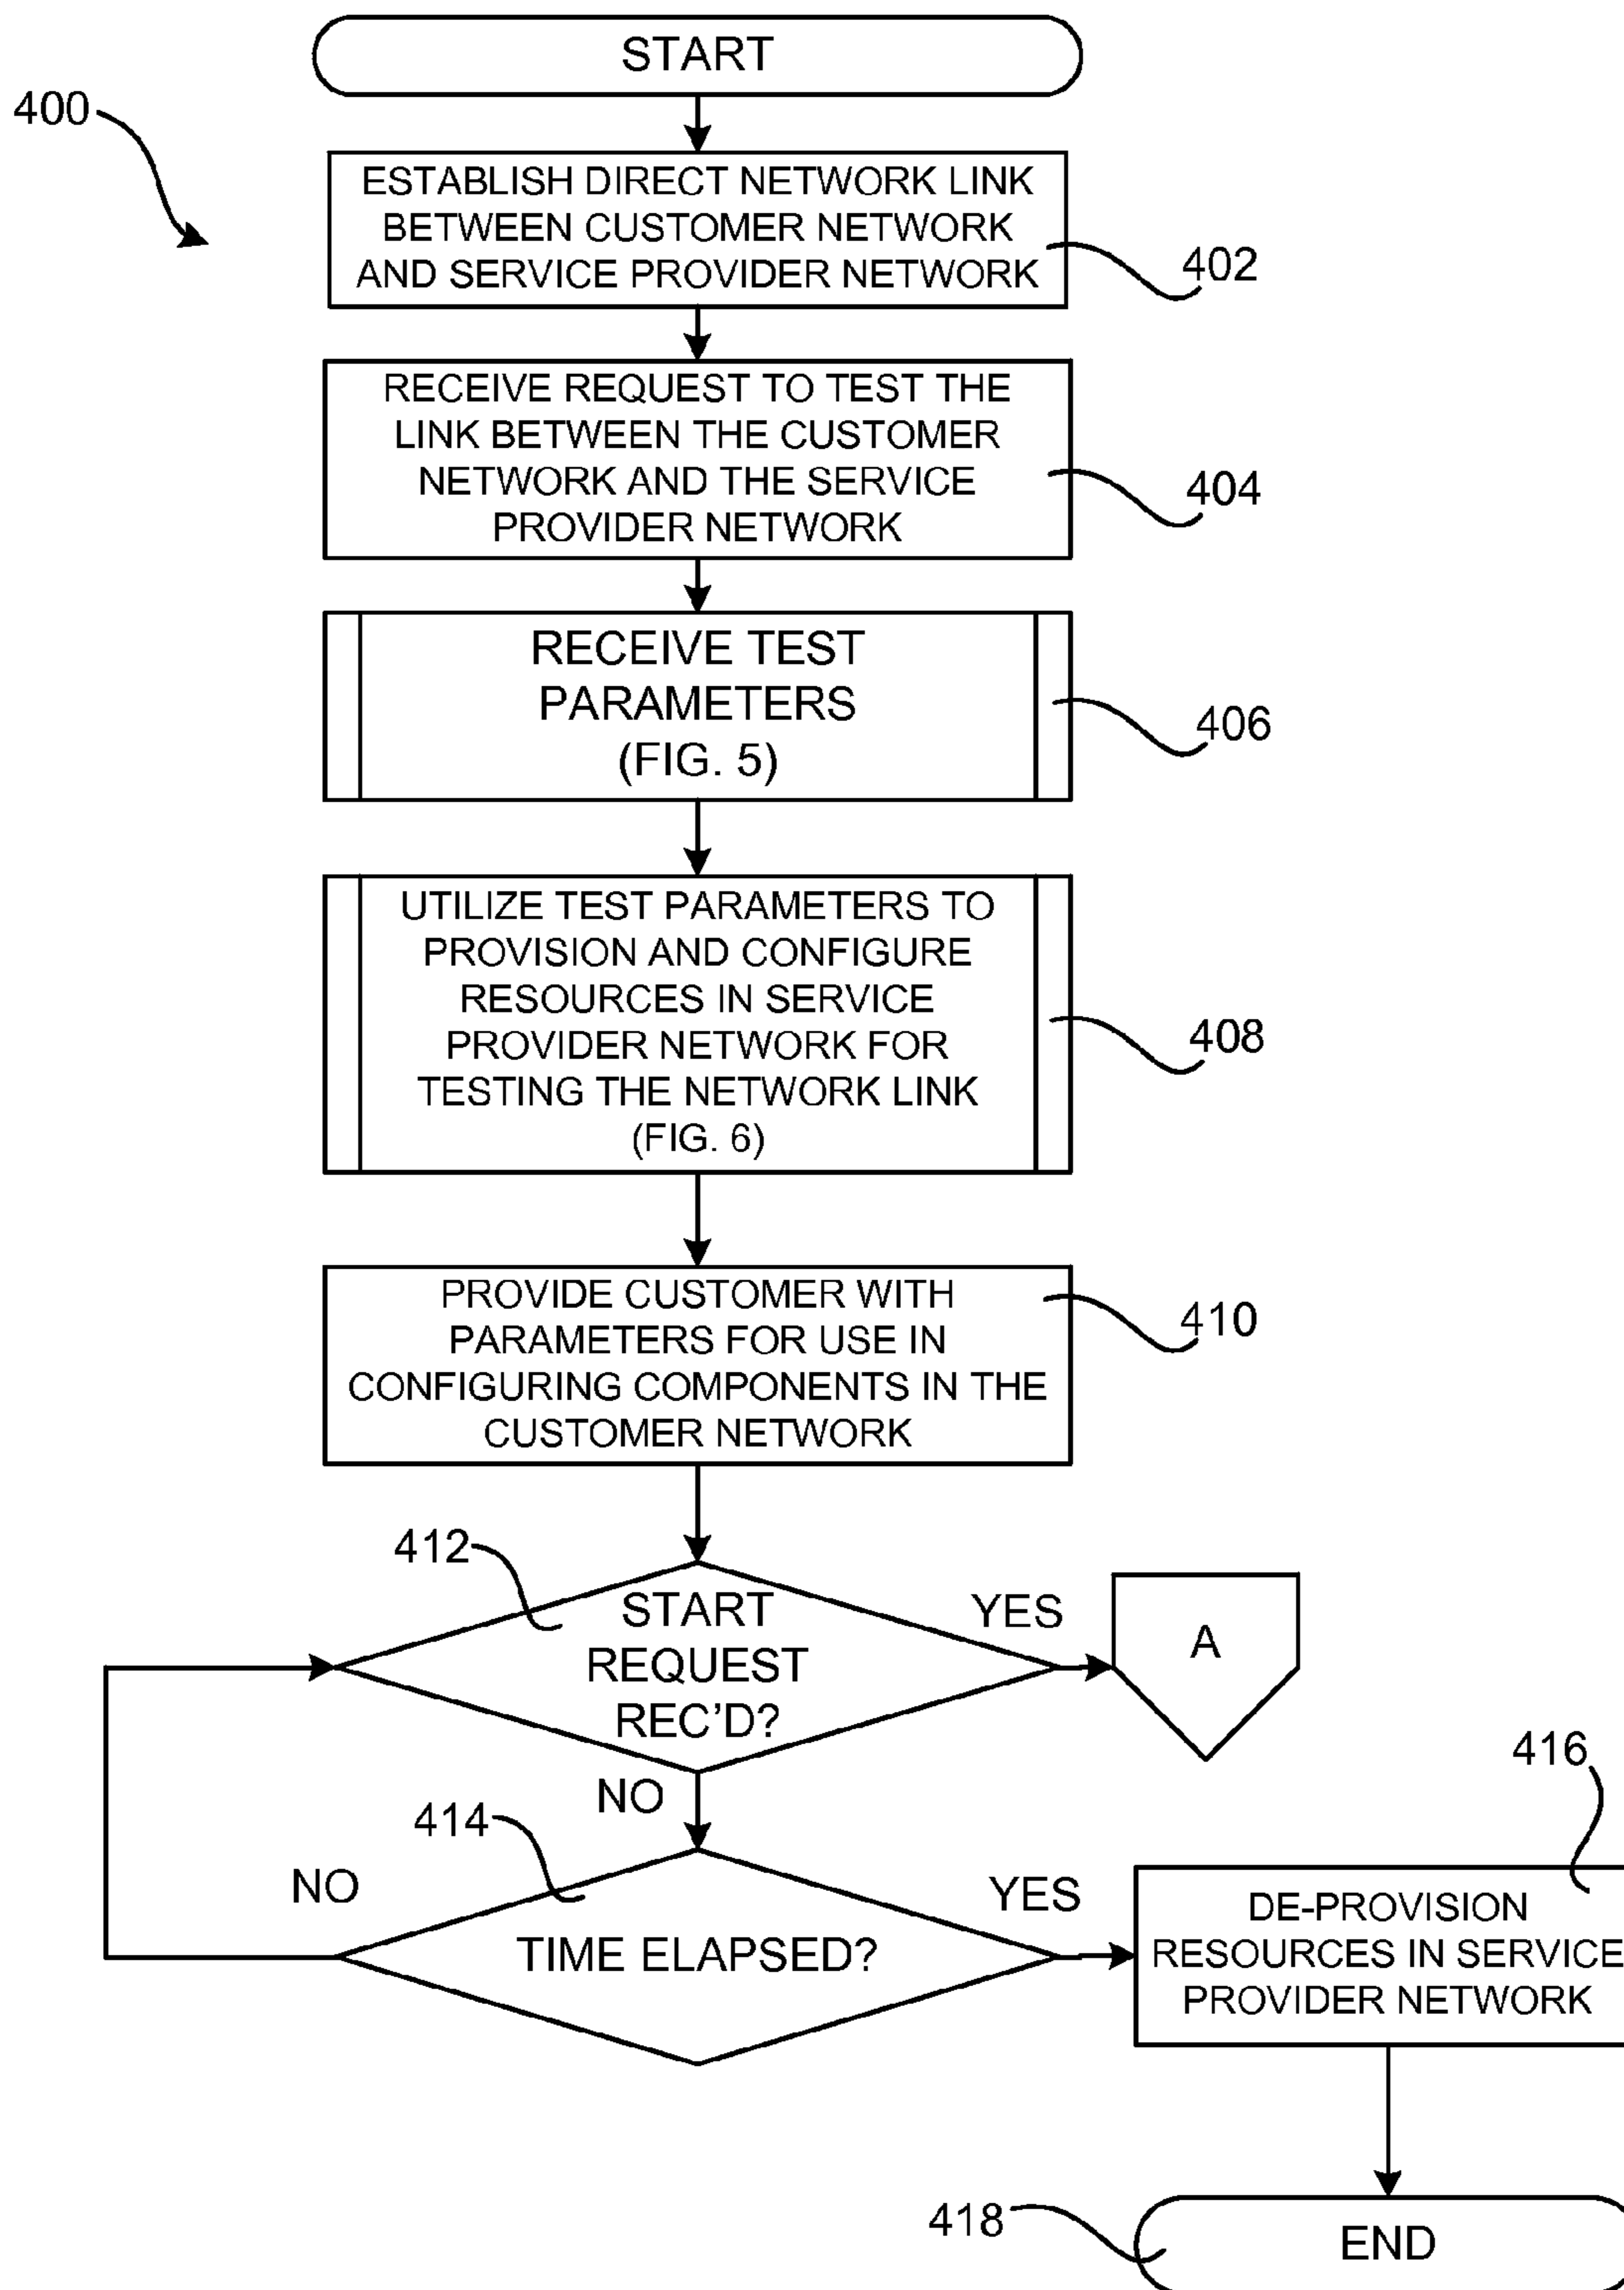 START
400
ESTABLISH DIRECT NETWORK LINK
BETWEEN CUSTOMER NETWORK
AND SERVICE PROVIDER NETWORK
402
RECEIVE REQUEST TO TEST THE
LINK BETWEEN THE CUSTOMER
NETWORK AND THE SERVICE
PROVIDER NETWORK
404
RECEIVE TEST
PARAMETERS
(FIG. 5)
406
UTILIZE TEST PARAMETERS TO
PROVISION AND CONFIGURE
RESOURCES IN SERVICE
PROVIDER NETWORK FOR
TESTING THE NETWORK LINK
(FIG. 6)
408
PROVIDE CUSTOMER WITH
PARAMETERS FOR USE IN
CONFIGURING COMPONENTS IN THE
CUSTOMER NETWORK
410
412
START
REQUEST
REC'D?
YES
A
NO
414
TIME ELAPSED?
NO
YES
416
DE-PROVISION
RESOURCES IN SERVICE
PROVIDER NETWORK
418
END